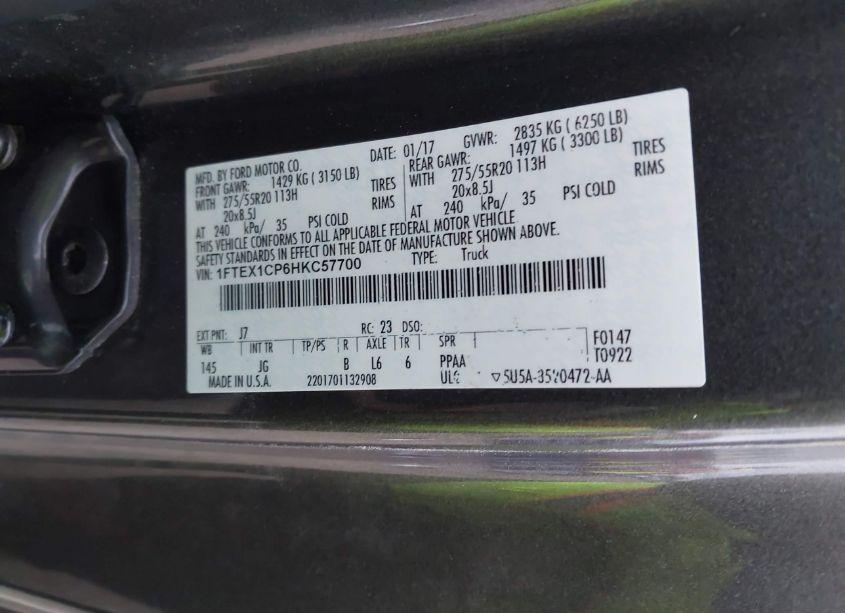 MFD. BY FORD MOTOR CO. DATE: 01/17 GVWR: 2835 KG ( 6250 LB)
FRONT GAWR: 1429 KG ( 3150 LB) REAR GAWR: 1497 KG ( 3300 LB)
WITH 275/55R20 113H TIRES WITH 275/55R20 113H TIRES
20x8.5J RIMS 20x8.5J RIMS
AT 240 kPa/ 35 PSI COLD AT 240 kPa/ 35 PSI COLD
THIS VEHICLE CONFORMS TO ALL APPLICABLE FEDERAL MOTOR VEHICLE
SAFETY STANDARDS IN EFFECT ON THE DATE OF MANUFACTURE SHOWN ABOVE.
VIN: 1FTEX1CP6HKC57700 TYPE: Truck
EXT PNT: J7 RC: 23 DSO:
WB INT TR TP/PS R AXLE TR SPR F0147
145 JG B L6 6 PPAA T0922
MADE IN U.S.A. 2201701132908